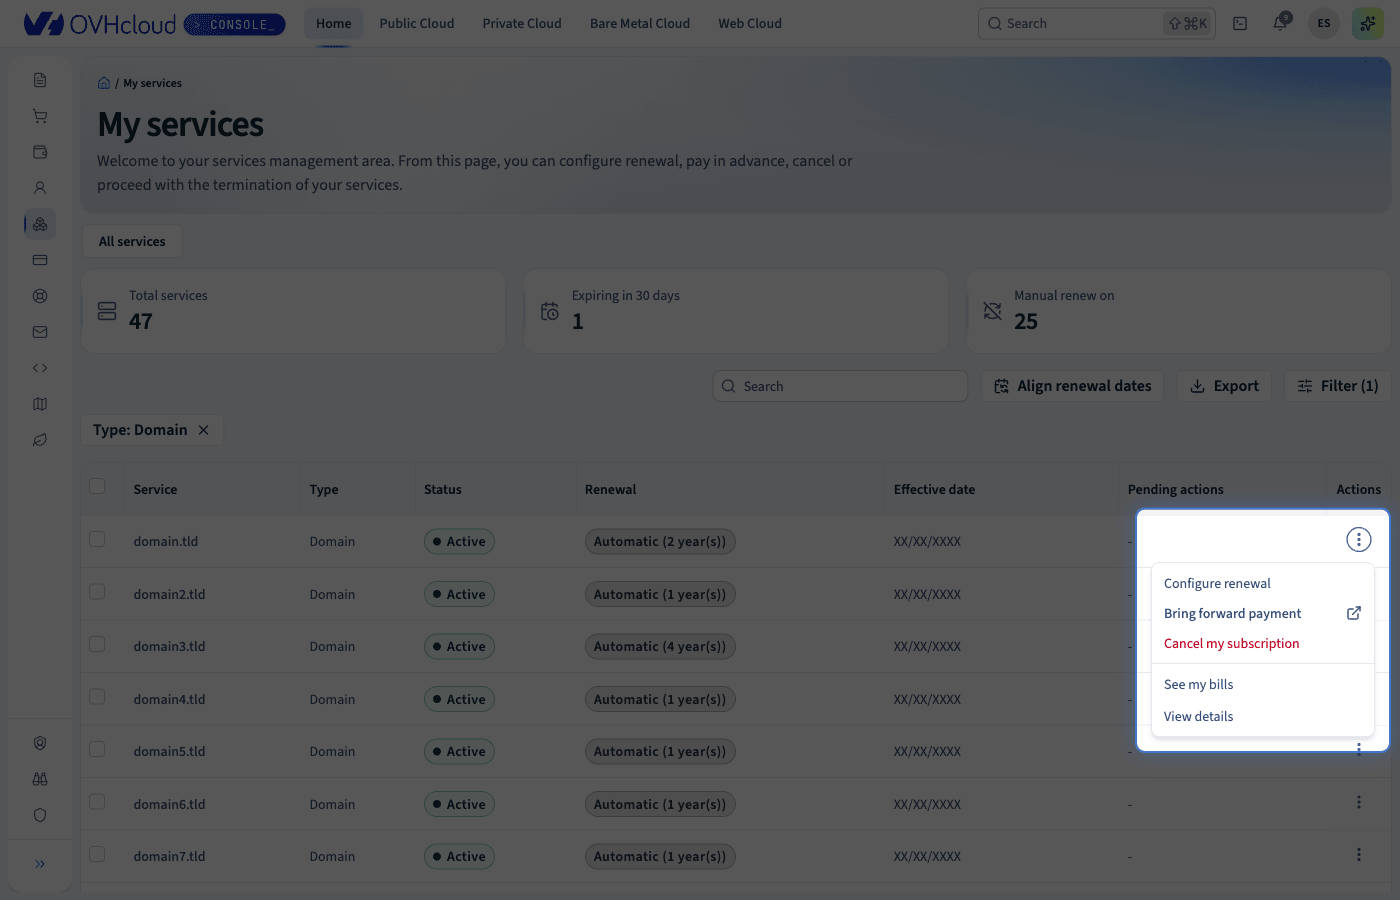 OVHcloud CONSOLE_ Home Public Cloud Private Cloud Bare Metal Cloud Web Cloud Search ⇧⌘K ES
/ My services
My services
Welcome to your services management area. From this page, you can configure renewal, pay in advance, cancel or
proceed with the termination of your services.
All services
Total services
47
Expiring in 30 days
1
Manual renew on
25
Search Align renewal dates Export Filter (1)
Type: Domain
Service Type Status Renewal Effective date Pending actions Actions
domain.tld Domain Active Automatic (2 year(s)) XX/XX/XXXX -
domain2.tld Domain Active Automatic (1 year(s)) XX/XX/XXXX -
domain3.tld Domain Active Automatic (4 year(s)) XX/XX/XXXX -
domain4.tld Domain Active Automatic (1 year(s)) XX/XX/XXXX -
domain5.tld Domain Active Automatic (1 year(s)) XX/XX/XXXX -
domain6.tld Domain Active Automatic (1 year(s)) XX/XX/XXXX -
domain7.tld Domain Active Automatic (1 year(s)) XX/XX/XXXX -
Configure renewal
Bring forward payment
Cancel my subscription
See my bills
View details